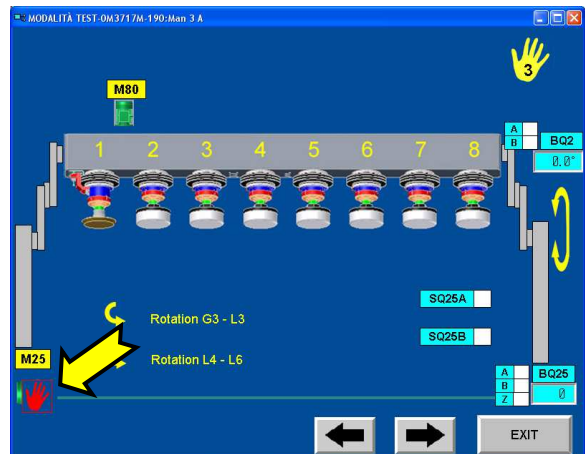 MODALITÀ TEST-0M3717M-190:Man 3 A
3
M80
A
B
BQ2
0.0°
1 2 3 4 5 6 7 8
SQ25A
Rotation G3 - L3
SQ25B
M25
Rotation L4 - L6
A
B
Z
BQ25
0
EXIT